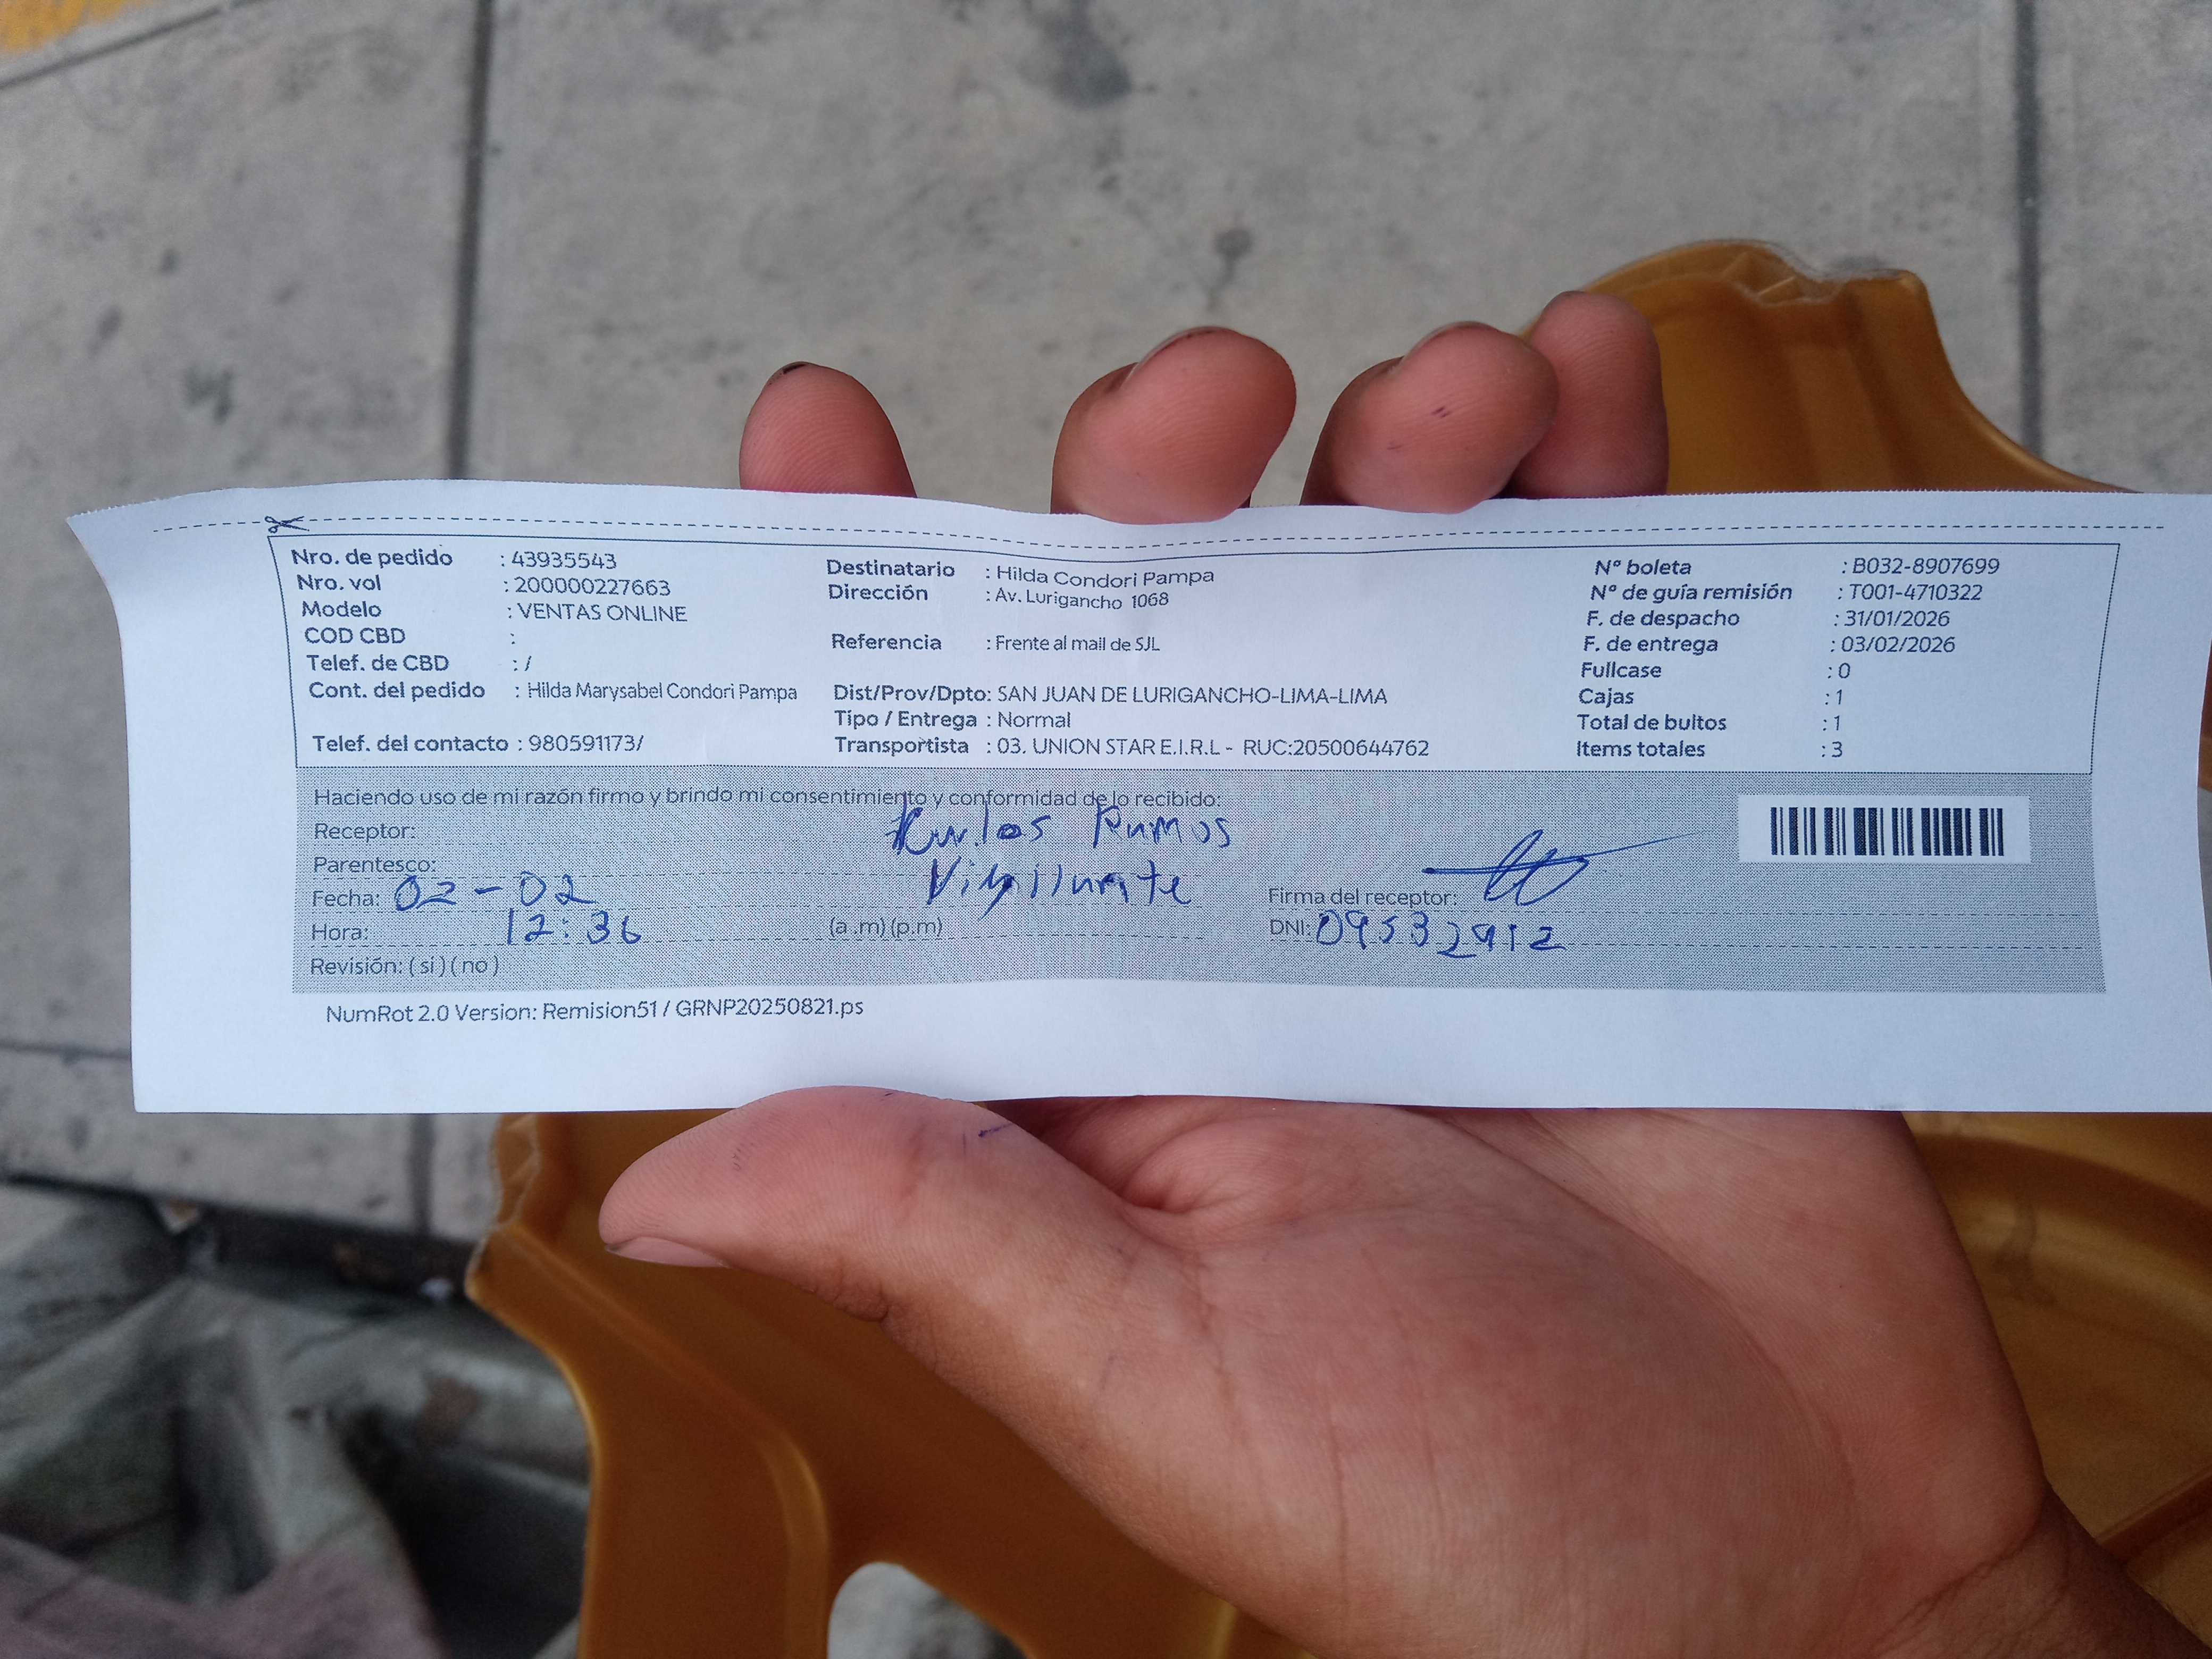 Nro. de pedido : 43935543
Nro. vol : 200000227663
Modelo : VENTAS ONLINE
COD CBD :
Telef. de CBD : /
Cont. del pedido : Hilda Marysabel Condori Pampa
Telef. del contacto : 980591173/
Destinatario : Hilda Condori Pampa
Dirección : Av. Lurigancho 1068
Referencia : Frente al mail de SJL
Dist/Prov/Dpto: SAN JUAN DE LURIGANCHO-LIMA-LIMA
Tipo / Entrega : Normal
Transportista : 03. UNION STAR E.I.R.L - RUC:20500644762
N° boleta : B032-8907699
N° de guía remisión : T001-4710322
F. de despacho : 31/01/2026
F. de entrega : 03/02/2026
Fullcase : 0
Cajas : 1
Total de bultos : 1
Items totales : 3
Haciendo uso de mi razón firmo y brindo mi consentimiento y conformidad de lo recibido:
Receptor: Ramos
Parentesco: Vigilante
Fecha: 02-02
Firma del receptor:
Hora: 12:36 (a .m) (p.m)
DNI: 09532912
Revisión: ( si ) ( no )
NumRot 2.0 Version: Remision51 / GRNP20250821.ps